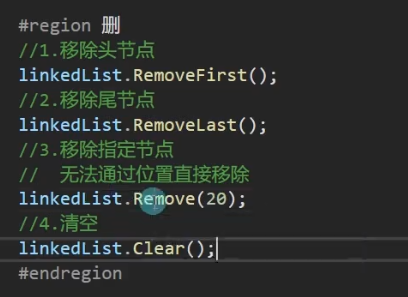 #region 删
//1.移除头节点
linkedList.RemoveFirst();
//2.移除尾节点
linkedList.RemoveLast();
//3.移除指定节点
//  无法通过位置直接移除
linkedList.Remove(20);
//4.清空
linkedList.Clear();
#endregion